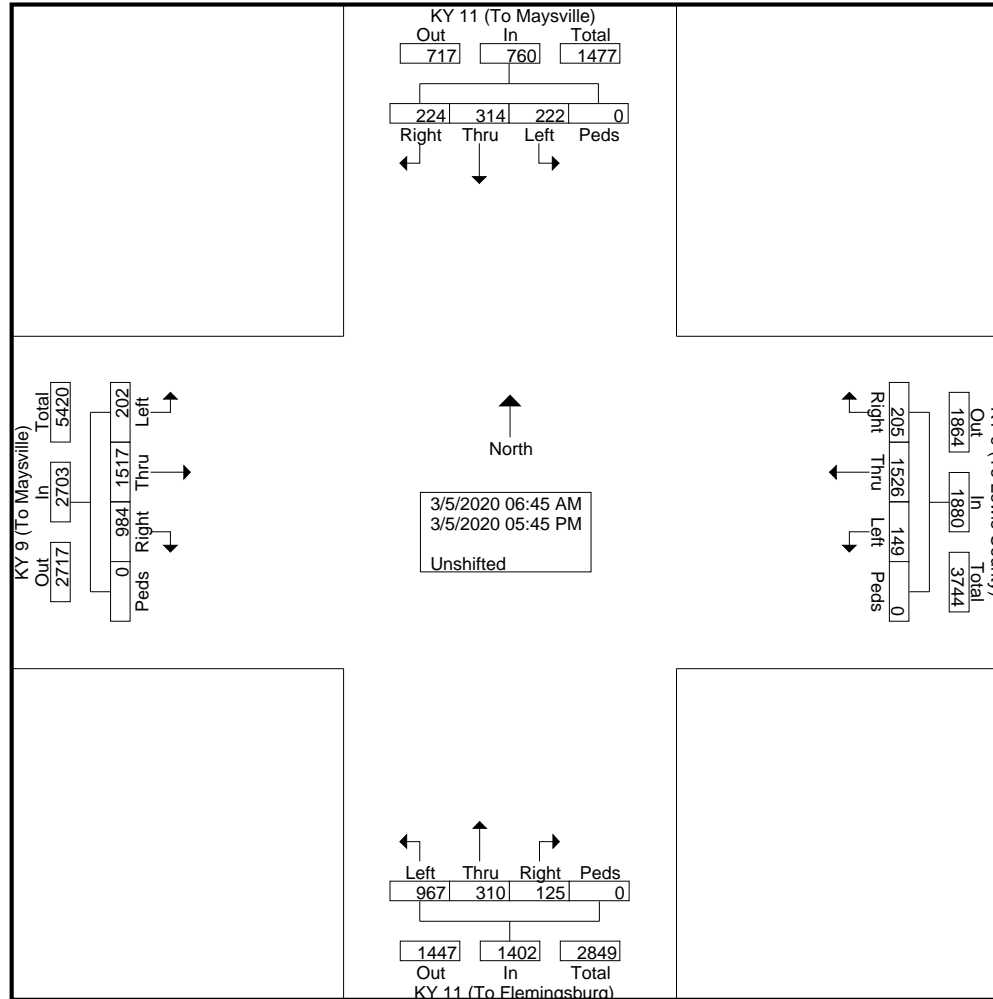 KY 11 (To Maysville)
Out In Total
717 760 1477
224 314 222 0
Right Thru Left Peds
KY 9 (To Maysville)
Total In Out
5420 2703 2717
202 1517 984 0
Left Thru Right Peds
North
3/5/2020 06:45 AM
3/5/2020 05:45 PM
Unshifted
Right Thru Left Peds
205 1526 149 0
1864 1880 3744
Out In Total
Left Thru Right Peds
967 310 125 0
1447 1402 2849
Out In Total
KY 11 (To Flemingsburg)